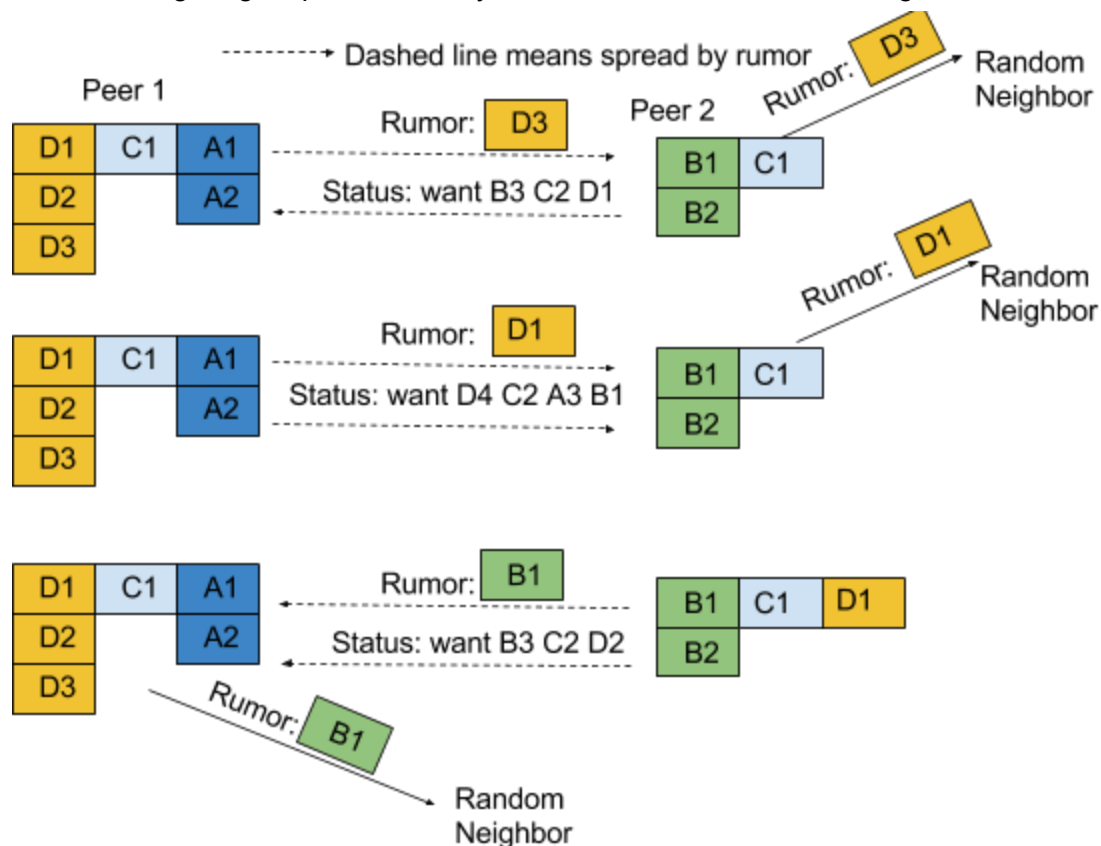 Dashed line means spread by rumor
Rumor: D3
Random
Neighbor
Peer 1
Rumor: D3
Peer 2
D1 C1 A1
D2 A2
D3
Status: want B3 C2 D1
B1 C1
B2
Rumor: D1
Random
Neighbor
Rumor: D1
D1 C1 A1
D2 A2
D3
Status: want D4 C2 A3 B1
B1 C1
B2
Rumor: B1
D1 C1 A1
D2 A2
D3
Status: want B3 C2 D2
B1 C1 D1
B2
Rumor: B1
Random
Neighbor